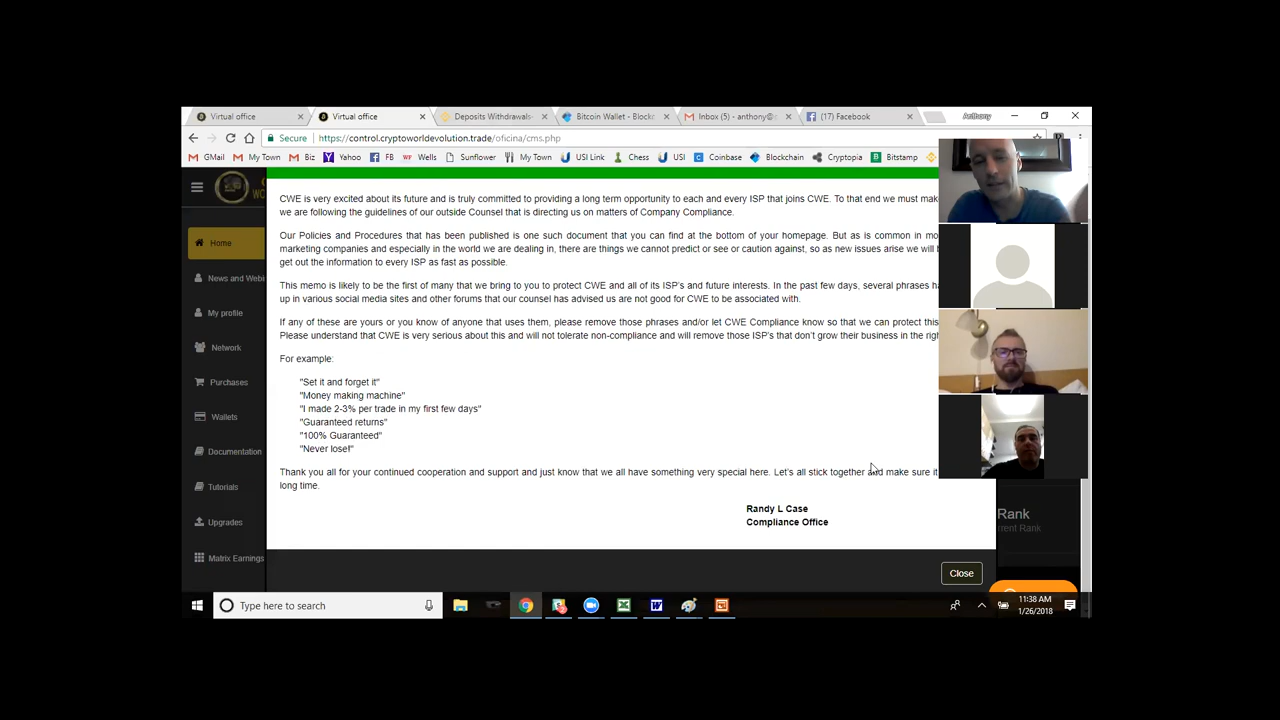 Virtual office
Virtual office
Deposits Withdrawals-
Bitcoin Wallet - Blockc
Inbox (5) - anthony@s
(17) Facebook
Anthony
Secure
https://control.cryptoworldevolution.trade/oficina/cms.php
GMail
My Town
Biz
Yahoo
FB
Wells
Sunflower
My Town
USI Link
Chess
USI
Coinbase
Blockchain
Cryptopia
Bitstamp
CWE is very excited about its future and is truly committed to providing a long term opportunity to each and every ISP that joins CWE. To that end we must mak
we are following the guidelines of our outside Counsel that is directing us on matters of Company Compliance.
Our Policies and Procedures that has been published is one such document that you can find at the bottom of your homepage. But as is common in mo
marketing companies and especially in the world we are dealing in, there are things we cannot predict or see or caution against, so as new issues arise we will b
get out the information to every ISP as fast as possible.
This memo is likely to be the first of many that we bring to you to protect CWE and all of its ISP's and future interests. In the past few days, several phrases ha
up in various social media sites and other forums that our counsel has advised us are not good for CWE to be associated with.
If any of these are yours or you know of anyone that uses them, please remove those phrases and/or let CWE Compliance know so that we can protect this
Please understand that CWE is very serious about this and will not tolerate non-compliance and will remove those ISP's that don't grow their business in the righ
For example:
"Set it and forget it"
"Money making machine"
"I made 2-3% per trade in my first few days"
"Guaranteed returns"
"100% Guaranteed"
"Never lose!"
Thank you all for your continued cooperation and support and just know that we all have something very special here. Let's all stick together and make sure it
long time.
Randy L Case
Compliance Office
Close
Home
News and Webi
My profile
Network
Purchases
Wallets
Documentation
Tutorials
Upgrades
Matrix Earnings
Rank
rrent Rank
Type here to search
11:38 AM
1/26/2018